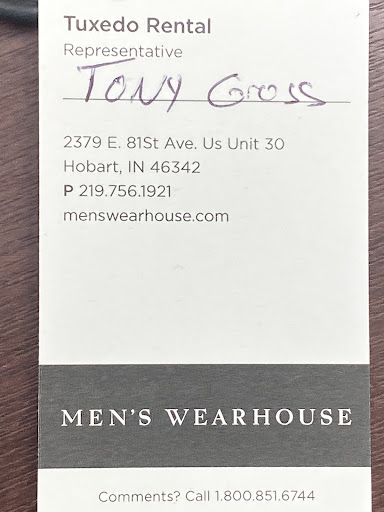 Tuxedo Rental
Representative
TONY Gross
2379 E. 81St Ave. Us Unit 30
Hobart, IN 46342
P 219.756.1921
menswearhouse.com
MEN'S WEARHOUSE
Comments? Call 1.800.851.6744